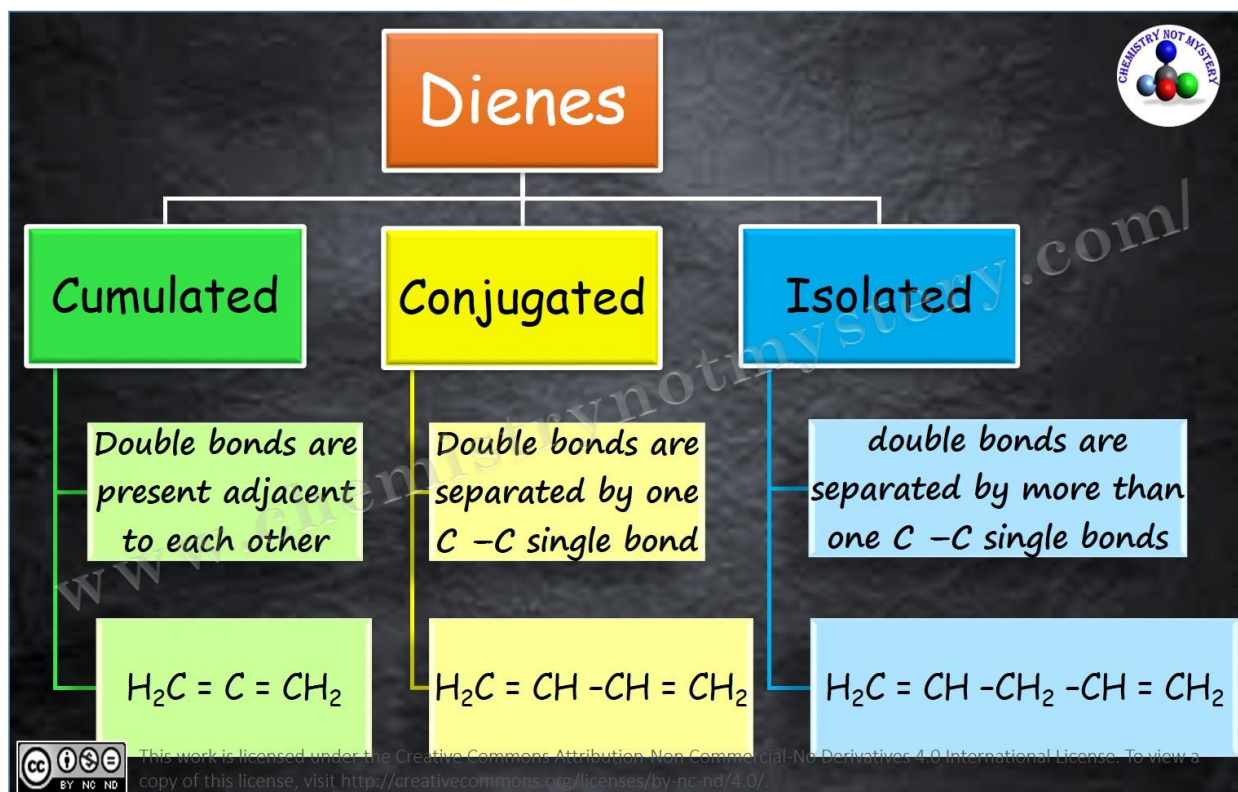 Dienes
CHEMISTRY NOT MYSTERY
Cumulated
Conjugated
Isolated
Double bonds are
present adjacent
to each other
Double bonds are
separated by one
C –C single bond
double bonds are
separated by more than
one C –C single bonds
H₂C = C = CH₂
H₂C = CH –CH = CH₂
H₂C = CH –CH₂ –CH = CH₂
www.chemistrynotmystery.com/
cc BY NC ND
This work is licensed under the Creative Commons Attribution-Non Commercial-No Derivatives 4.0 International License. To view a
copy of this license, visit http://creativecommons.org/licenses/by-nc-nd/4.0/.